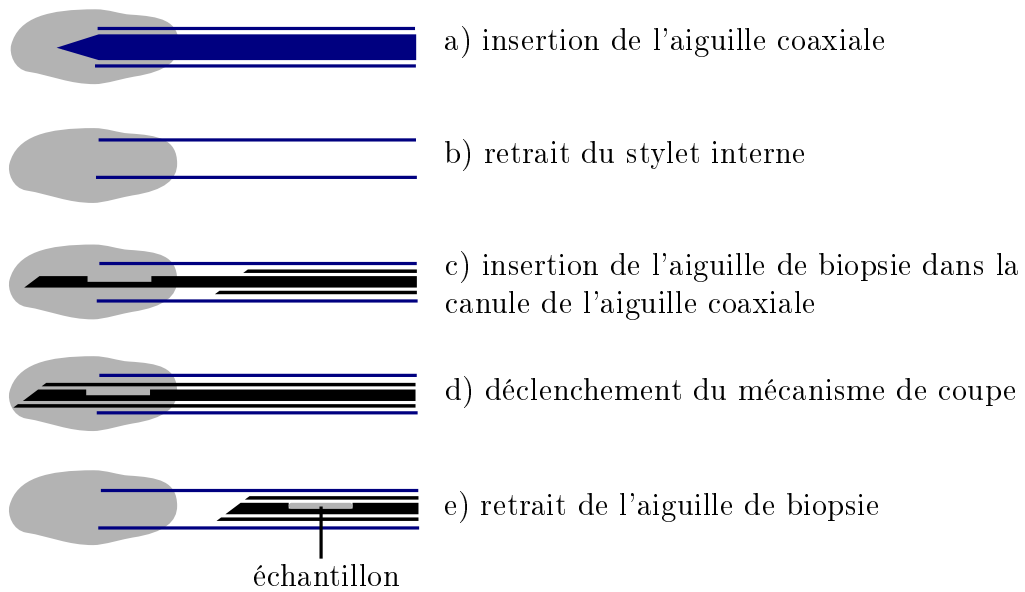 a) insertion de l'aiguille coaxiale
b) retrait du stylet interne
c) insertion de l'aiguille de biopsie dans la
canule de l'aiguille coaxiale
d) déclenchement du mécanisme de coupe
e) retrait de l'aiguille de biopsie
échantillon